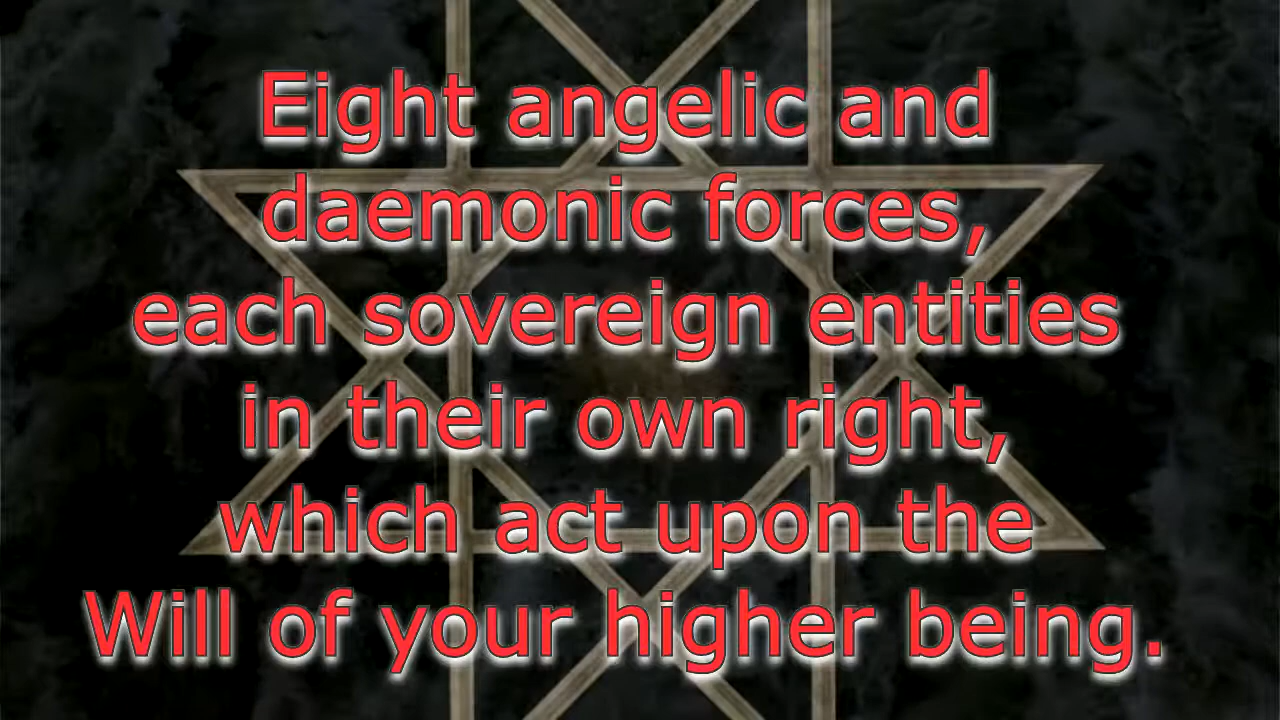 Eight angelic and
daemonic forces,
each sovereign entities
in their own right,
which act upon the
Will of your higher being.